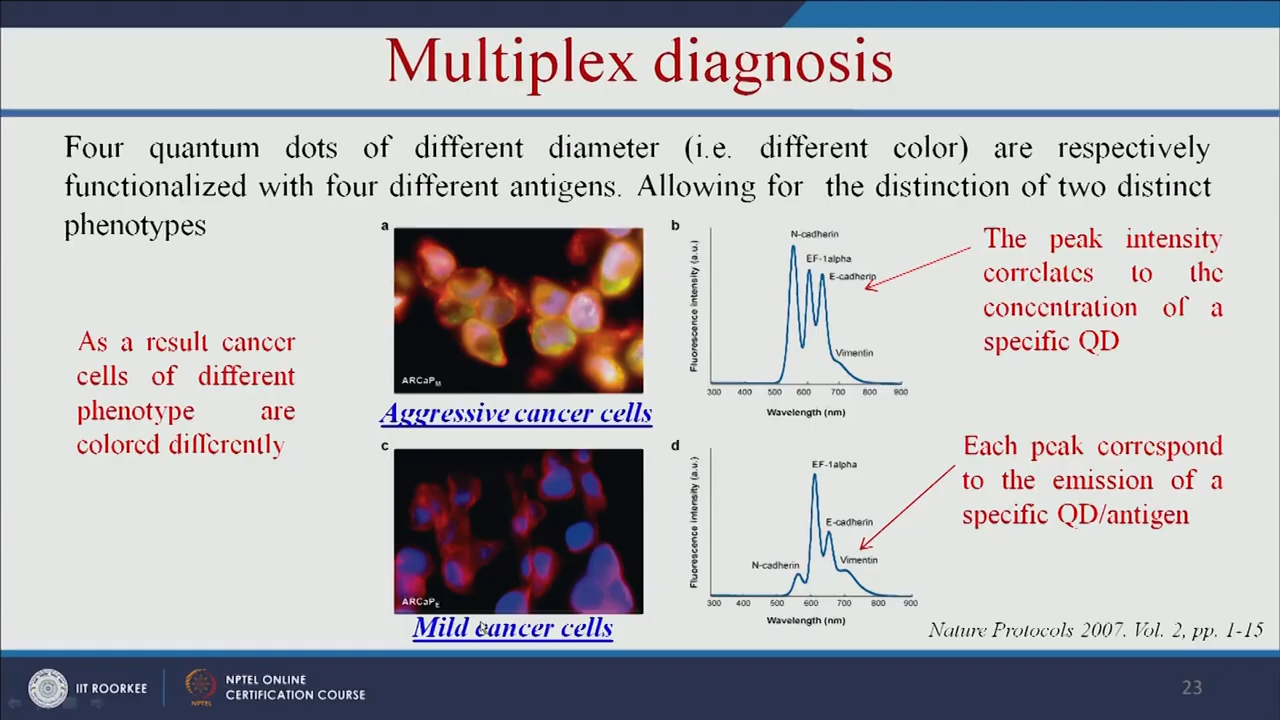 Multiplex diagnosis
Four quantum dots of different diameter (i.e. different color) are respectively
functionalized with four different antigens. Allowing for the distinction of two distinct
phenotypes
As a result cancer
cells of different
phenotype are
colored differently
a
ARCaPM
Aggressive cancer cells
b
N-cadherin
EF-1alpha
E-cadherin
Vimentin
Fluorescence intensity (a.u.)
300 400 500 600 700 800 900
Wavelength (nm)
The peak intensity
correlates to the
concentration of a
specific QD
c
ARCaPE
Mild cancer cells
d
EF-1alpha
E-cadherin
Vimentin
N-cadherin
Fluorescence intensity (a.u.)
300 400 500 600 700 800 900
Wavelength (nm)
Each peak correspond
to the emission of a
specific QD/antigen
Nature Protocols 2007. Vol. 2, pp. 1-15
IIT ROORKEE
NPTEL
NPTEL ONLINE
CERTIFICATION COURSE
23